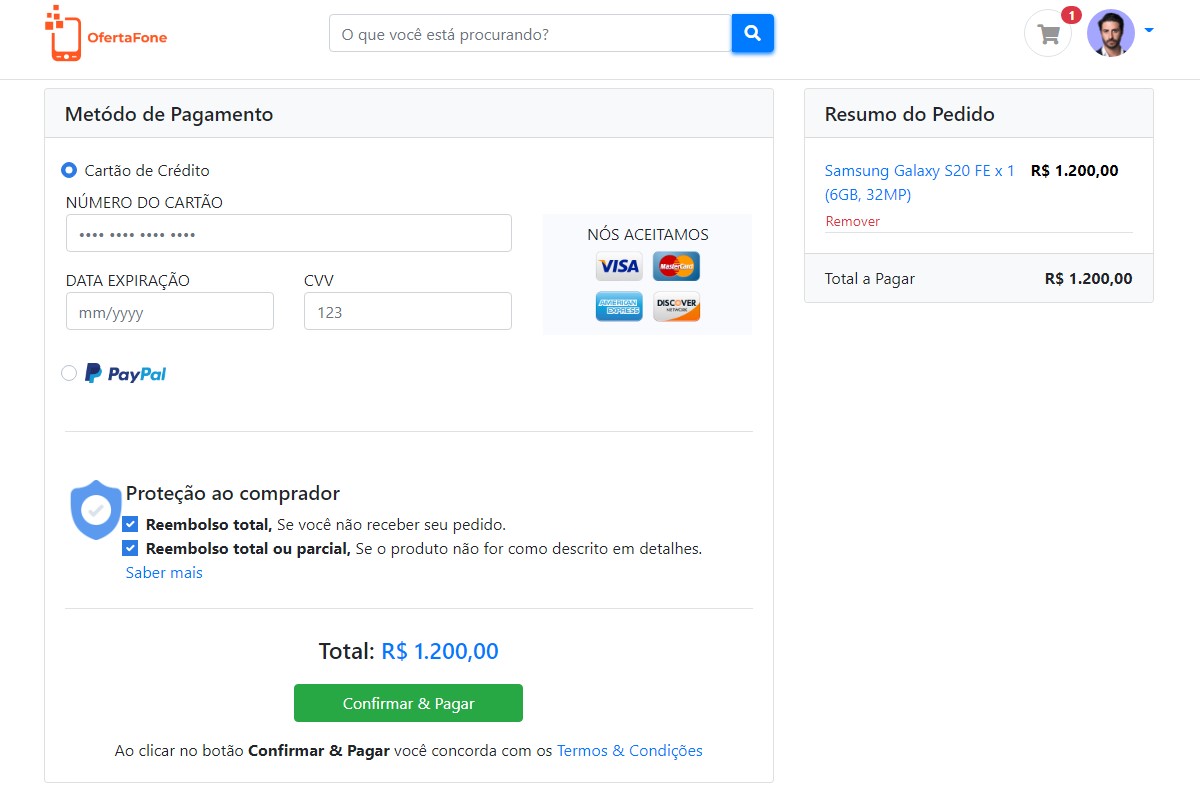 OfertaFone
O que você está procurando?
1
Metódo de Pagamento
Cartão de Crédito
NÚMERO DO CARTÃO
•••• •••• •••• ••••
DATA EXPIRAÇÃO CVV
mm/yyyy 123
NÓS ACEITAMOS
VISA MasterCard
AMERICAN EXPRESS DISCOVER NETWORK
PayPal
Proteção ao comprador
Reembolso total, Se você não receber seu pedido.
Reembolso total ou parcial, Se o produto não for como descrito em detalhes.
Saber mais
Total: R$ 1.200,00
Confirmar & Pagar
Ao clicar no botão Confirmar & Pagar você concorda com os Termos & Condições
Resumo do Pedido
Samsung Galaxy S20 FE x 1 R$ 1.200,00
(6GB, 32MP)
Remover
Total a Pagar R$ 1.200,00